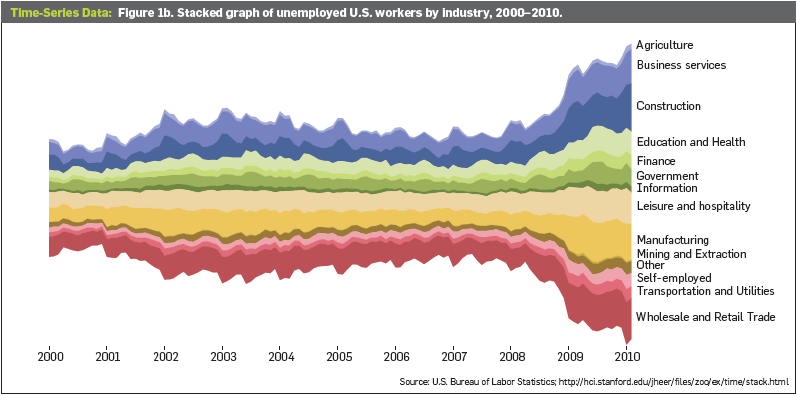 Time-Series Data: Figure 1b. Stacked graph of unemployed U.S. workers by industry, 2000–2010.
Agriculture
Business services
Construction
Education and Health
Finance
Government
Information
Leisure and hospitality
Manufacturing
Mining and Extraction
Other
Self-employed
Transportation and Utilities
Wholesale and Retail Trade
2000 2001 2002 2003 2004 2005 2006 2007 2008 2009 2010
Source: U.S. Bureau of Labor Statistics; http://hci.stanford.edu/jheer/files/zoo/ex/time/stack.html